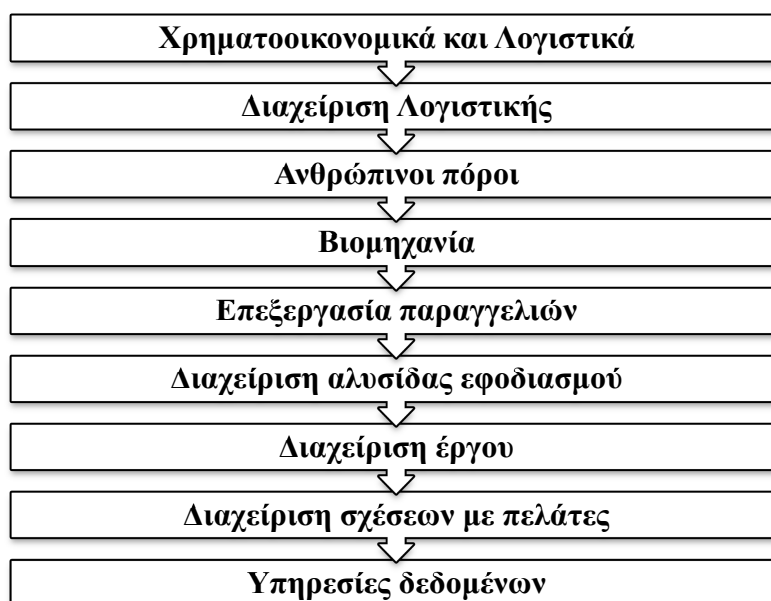 Χρηματοοικονομικά και Λογιστικά
Διαχείριση Λογιστικής
Ανθρώπινοι πόροι
Βιομηχανία
Επεξεργασία παραγγελιών
Διαχείριση αλυσίδας εφοδιασμού
Διαχείριση έργου
Διαχείριση σχέσεων με πελάτες
Υπηρεσίες δεδομένων